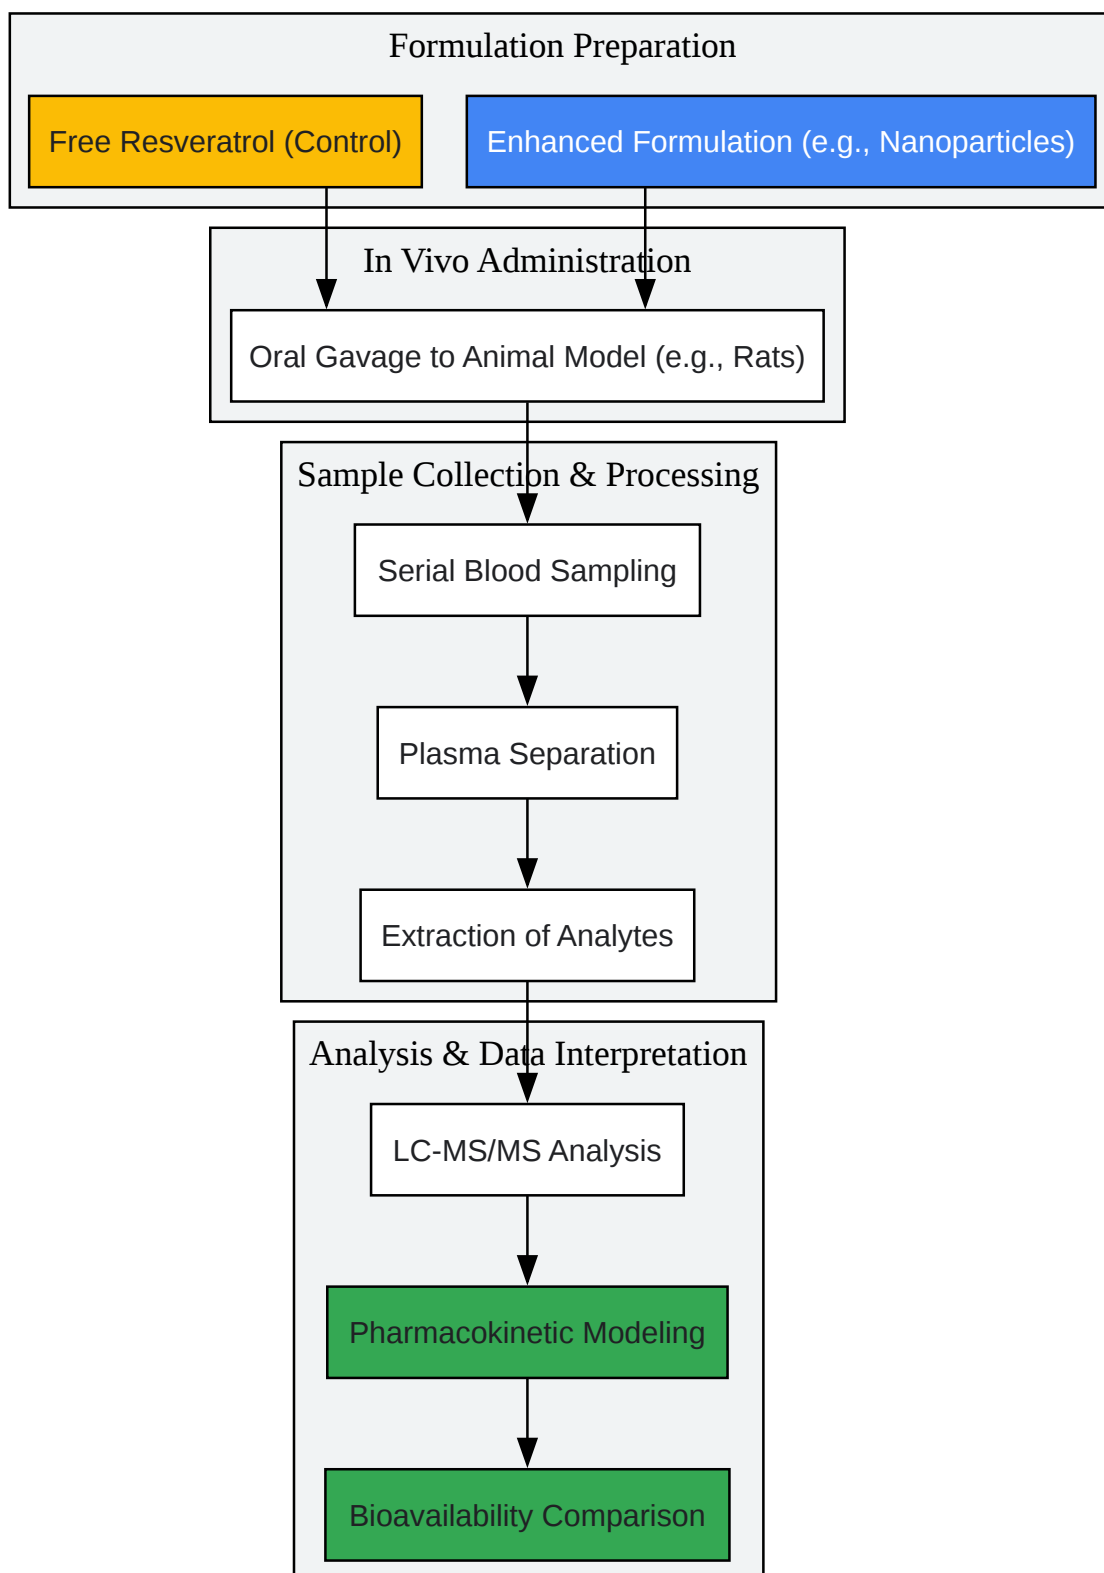 Formulation Preparation
Free Resveratrol (Control)
Enhanced Formulation (e.g., Nanoparticles)
In Vivo Administration
Oral Gavage to Animal Model (e.g., Rats)
Sample Collection & Processing
Serial Blood Sampling
Plasma Separation
Extraction of Analytes
Analysis & Data Interpretation
LC-MS/MS Analysis
Pharmacokinetic Modeling
Bioavailability Comparison